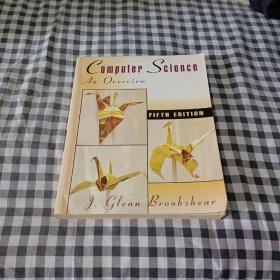 Computer Science
An Overview
FIFTH EDITION
J. Glenn Brookshear